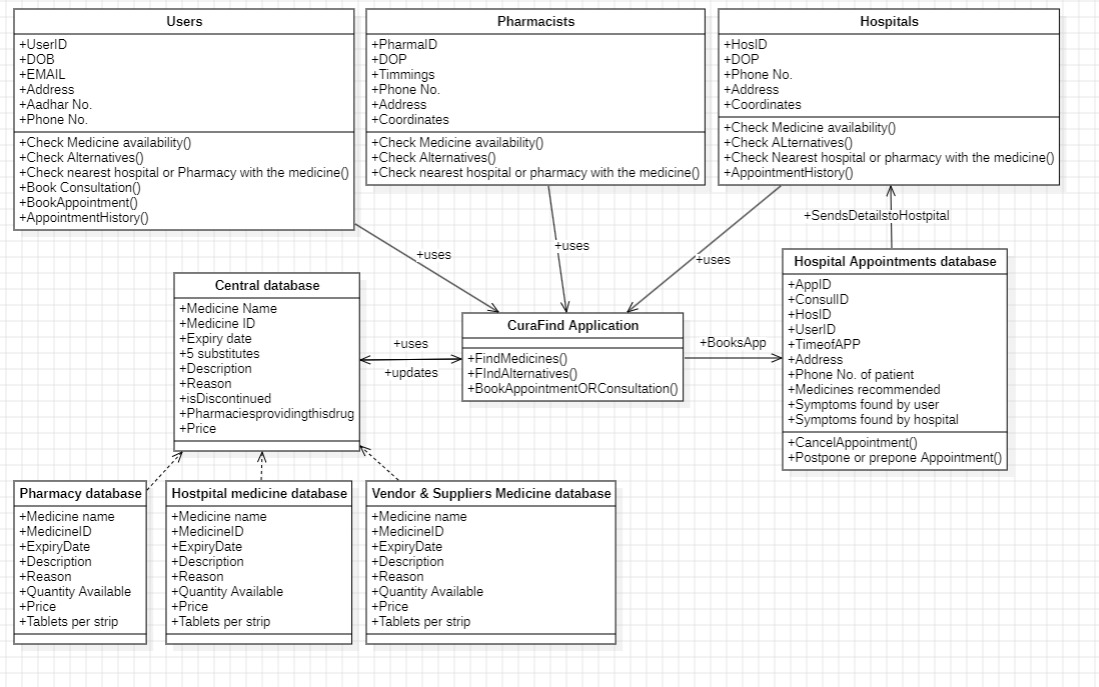 Users
+UserID
+DOB
+EMAIL
+Address
+Aadhar No.
+Phone No.
+Check Medicine availability()
+Check Alternatives()
+Check nearest hospital or Pharmacy with the medicine()
+Book Consultation()
+BookAppointment()
+AppointmentHistory()
Pharmacists
+PharmaID
+DOP
+Timmings
+Phone No.
+Address
+Coordinates
+Check Medicine availability()
+Check Alternatives()
+Check nearest hospital or pharmacy with the medicine()
Hospitals
+HosID
+DOP
+Phone No.
+Address
+Coordinates
+Check Medicine availability()
+Check ALternatives()
+Check Nearest hospital or pharmacy with the medicine()
+AppointmentHistory()
+uses
+uses
+uses
+SendsDetailstoHostpital
Central database
+Medicine Name
+Medicine ID
+Expiry date
+5 substitutes
+Description
+Reason
+isDiscontinued
+Pharmaciesprovidingthisdrug
+Price
+uses
+updates
CuraFind Application
+FindMedicines()
+FIndAlternatives()
+BookAppointmentORConsultation()
+BooksApp
Hospital Appointments database
+AppID
+ConsulID
+HosID
+UserID
+TimeofAPP
+Address
+Phone No. of patient
+Medicines recommended
+Symptoms found by user
+Symptoms found by hospital
+CancelAppointment()
+Postpone or prepone Appointment()
Pharmacy database
+Medicine name
+MedicineID
+ExpiryDate
+Description
+Reason
+Quantity Available
+Price
+Tablets per strip
Hostpital medicine database
+Medicine name
+MedicineID
+ExpiryDate
+Description
+Reason
+Quantity Available
+Price
+Tablets per strip
Vendor & Suppliers Medicine database
+Medicine name
+MedicineID
+ExpiryDate
+Description
+Reason
+Quantity Available
+Price
+Tablets per strip